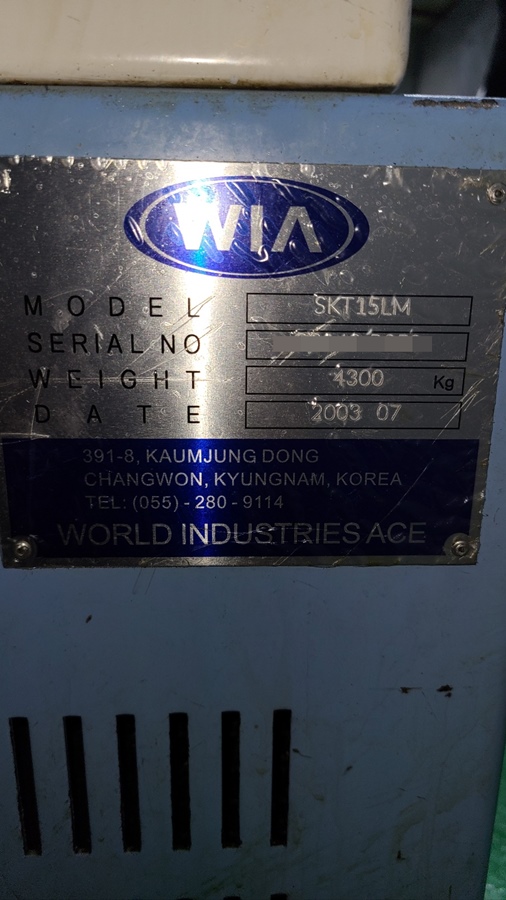 WIA
MODEL SKT15LM
SERIAL NO
WEIGHT 4300 Kg
DATE 2003 07
391-8, KAUMJUNG DONG
CHANGWON, KYUNGNAM, KOREA
TEL: (055) - 280 - 9114
WORLD INDUSTRIES ACE